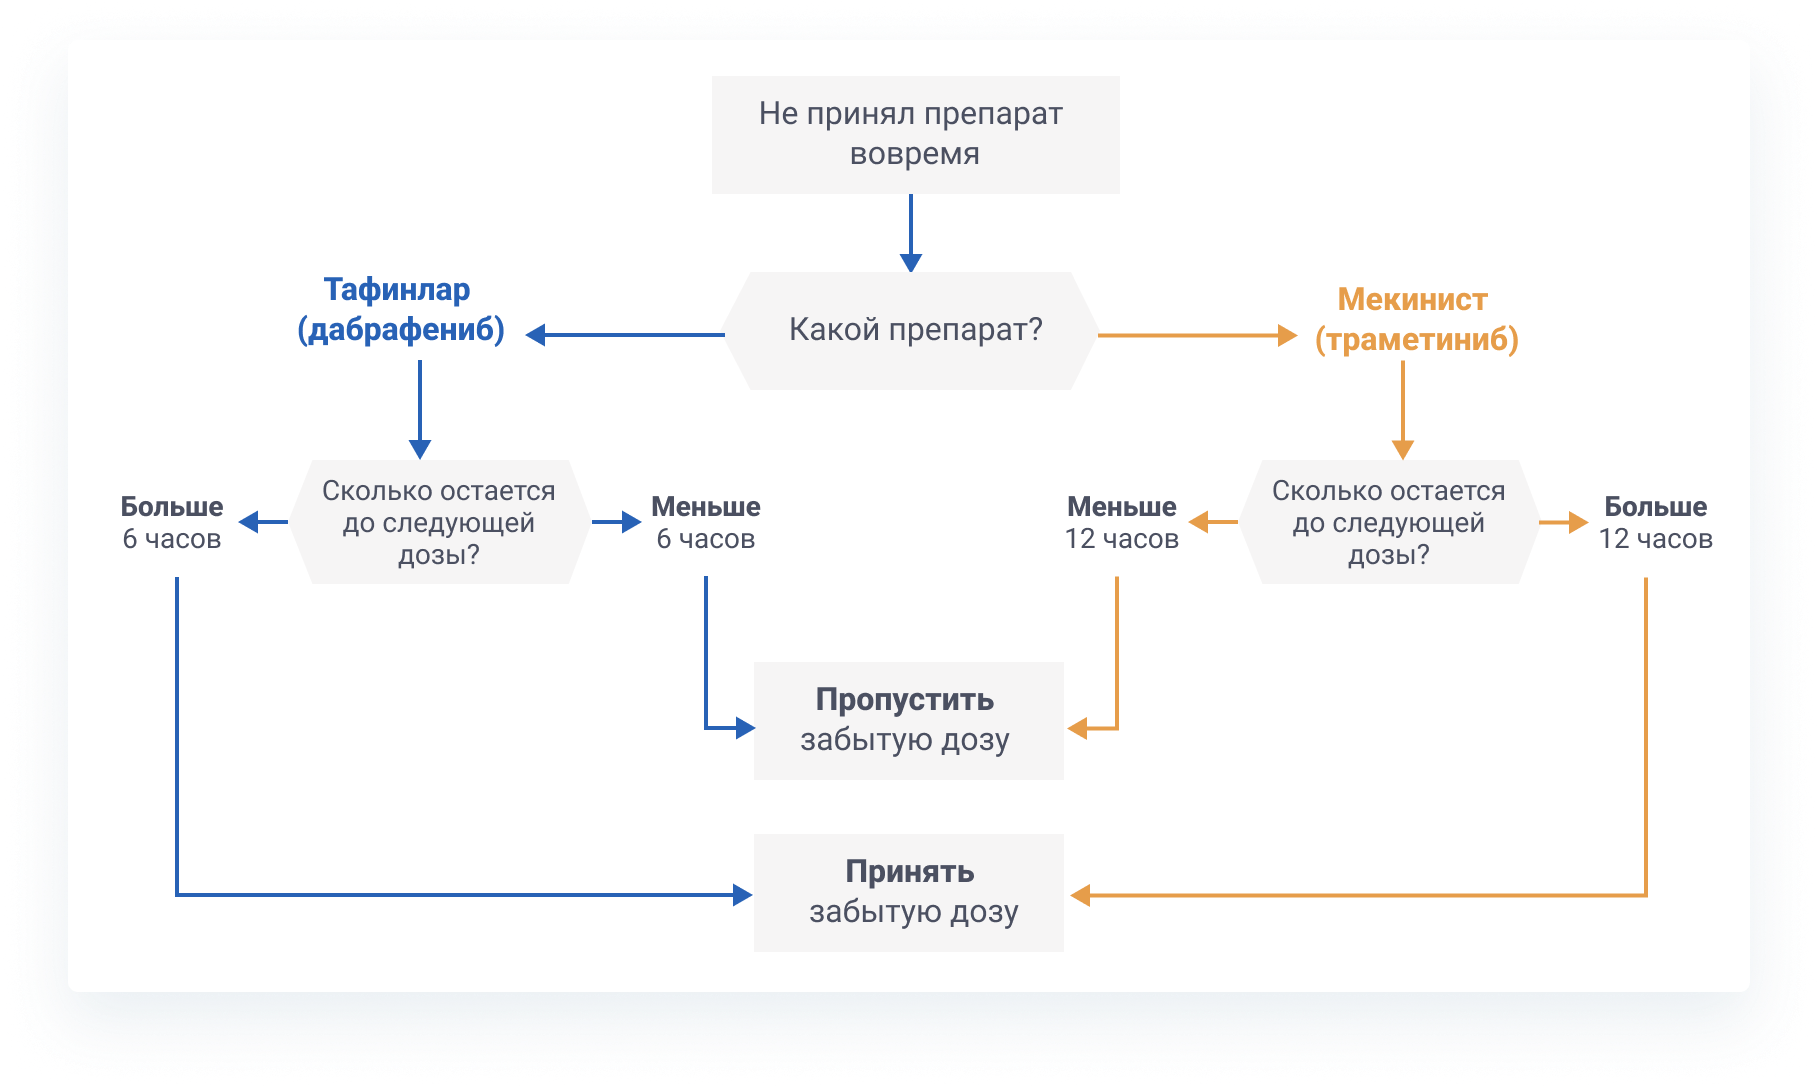 Не принял препарат
вовремя
Какой препарат?
Тафинлар
(дабрафениб)
Мекинист
(траметиниб)
Больше
6 часов
Сколько остается
до следующей
дозы?
Меньше
6 часов
Меньше
12 часов
Сколько остается
до следующей
дозы?
Больше
12 часов
Пропустить
забытую дозу
Принять
забытую дозу